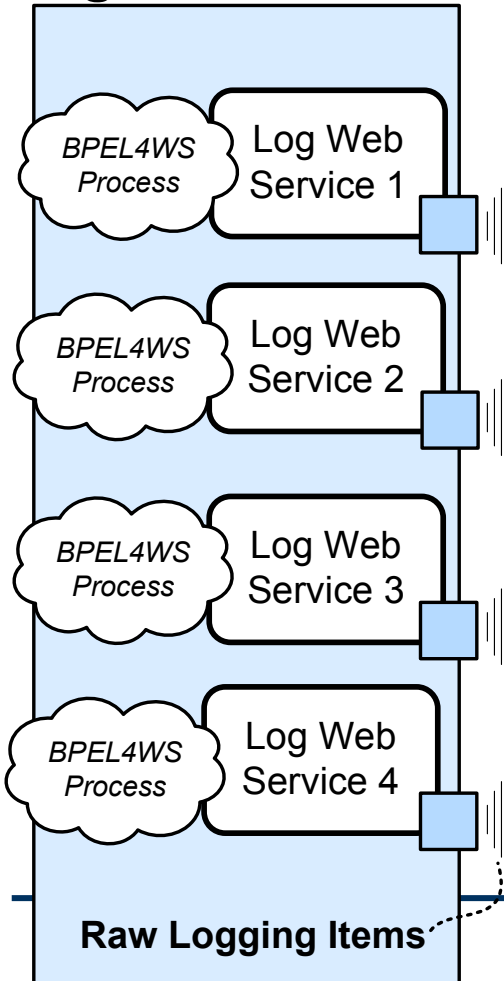 BPEL4WS
Process
Log Web
Service 1
BPEL4WS
Process
Log Web
Service 2
BPEL4WS
Process
Log Web
Service 3
BPEL4WS
Process
Log Web
Service 4
Raw Logging Items